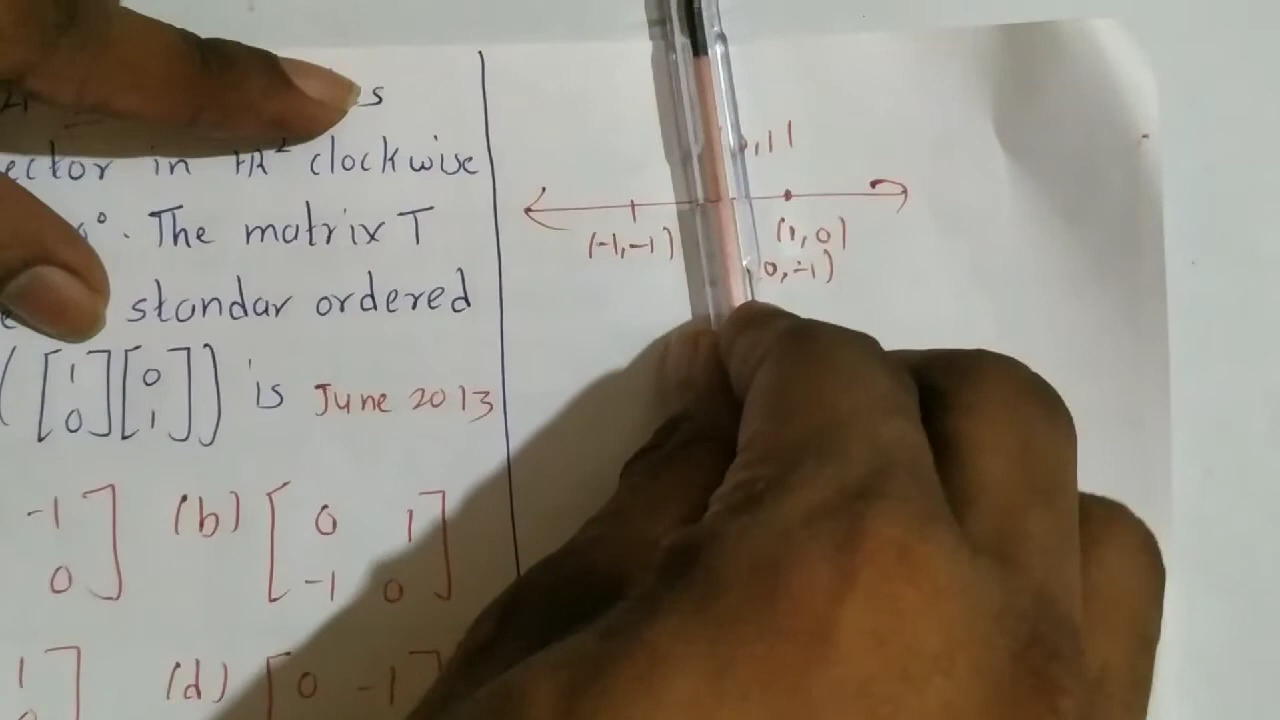 s
ector in IR² clockwise
°. The matrix T
standar ordered
([1 0][0 1]) is June 2013
-1
0
(b) [0 1
-1 0]
1
(d) [0 -1
,1)
(-1,-1)
(1,0)
0,-1)